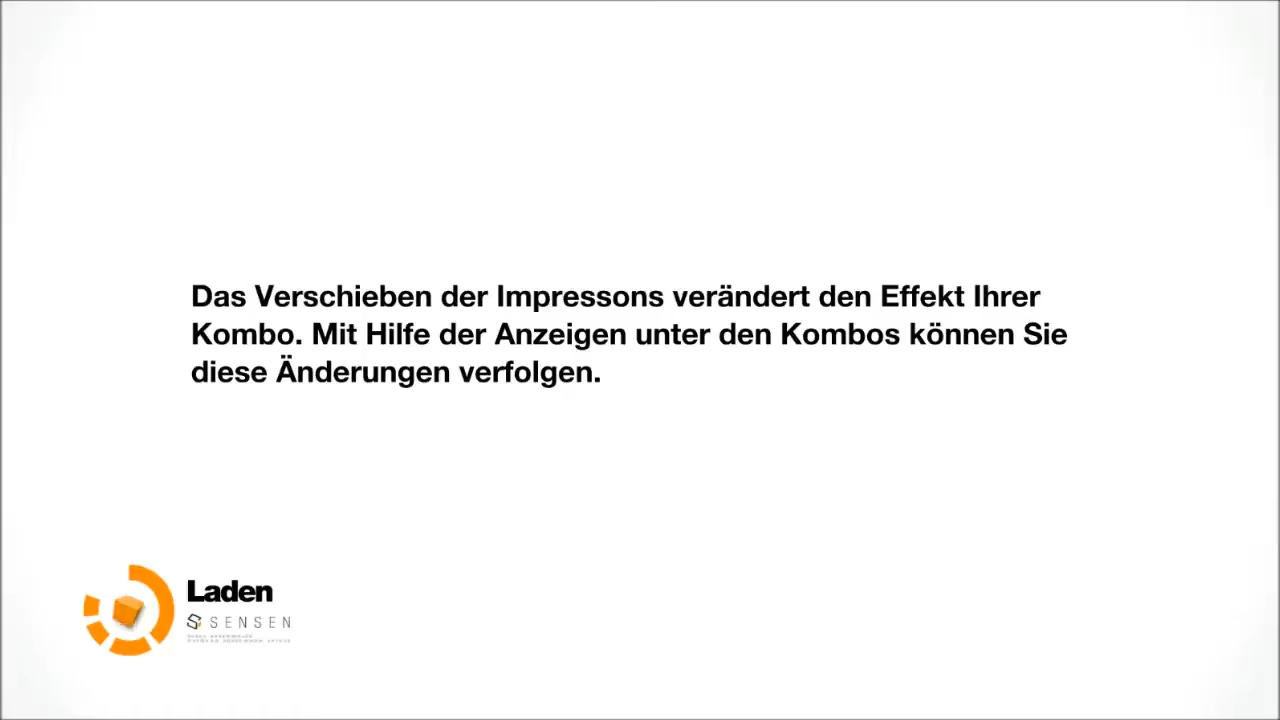 Das Verschieben der Impressons verändert den Effekt Ihrer
Kombo. Mit Hilfe der Anzeigen unter den Kombos können Sie
diese Änderungen verfolgen.
Laden
SENSEN